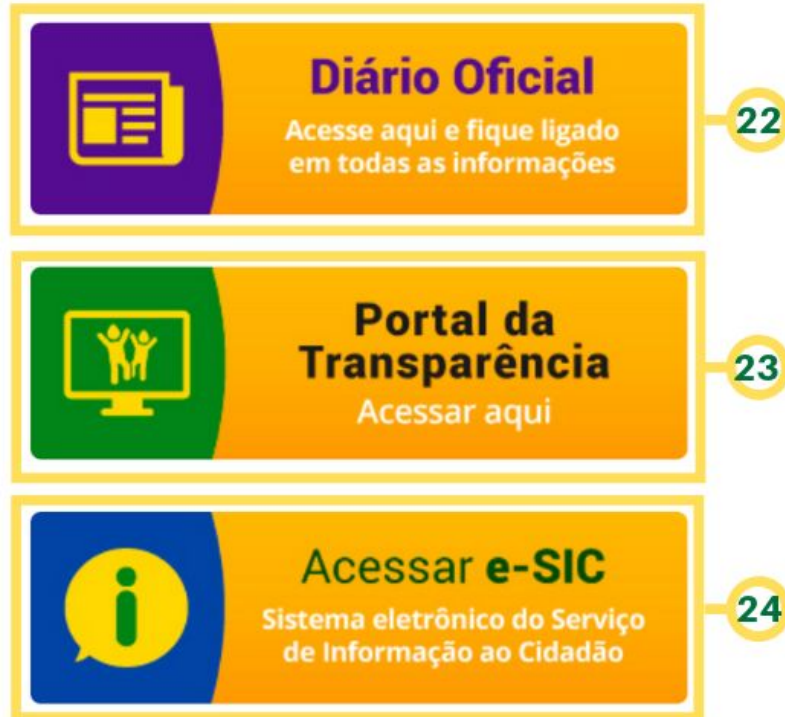 Diário Oficial
Acesse aqui e fique ligado
em todas as informações
22
Portal da
Transparência
Acessar aqui
23
Acessar e-SIC
Sistema eletrônico do Serviço
de Informação ao Cidadão
24